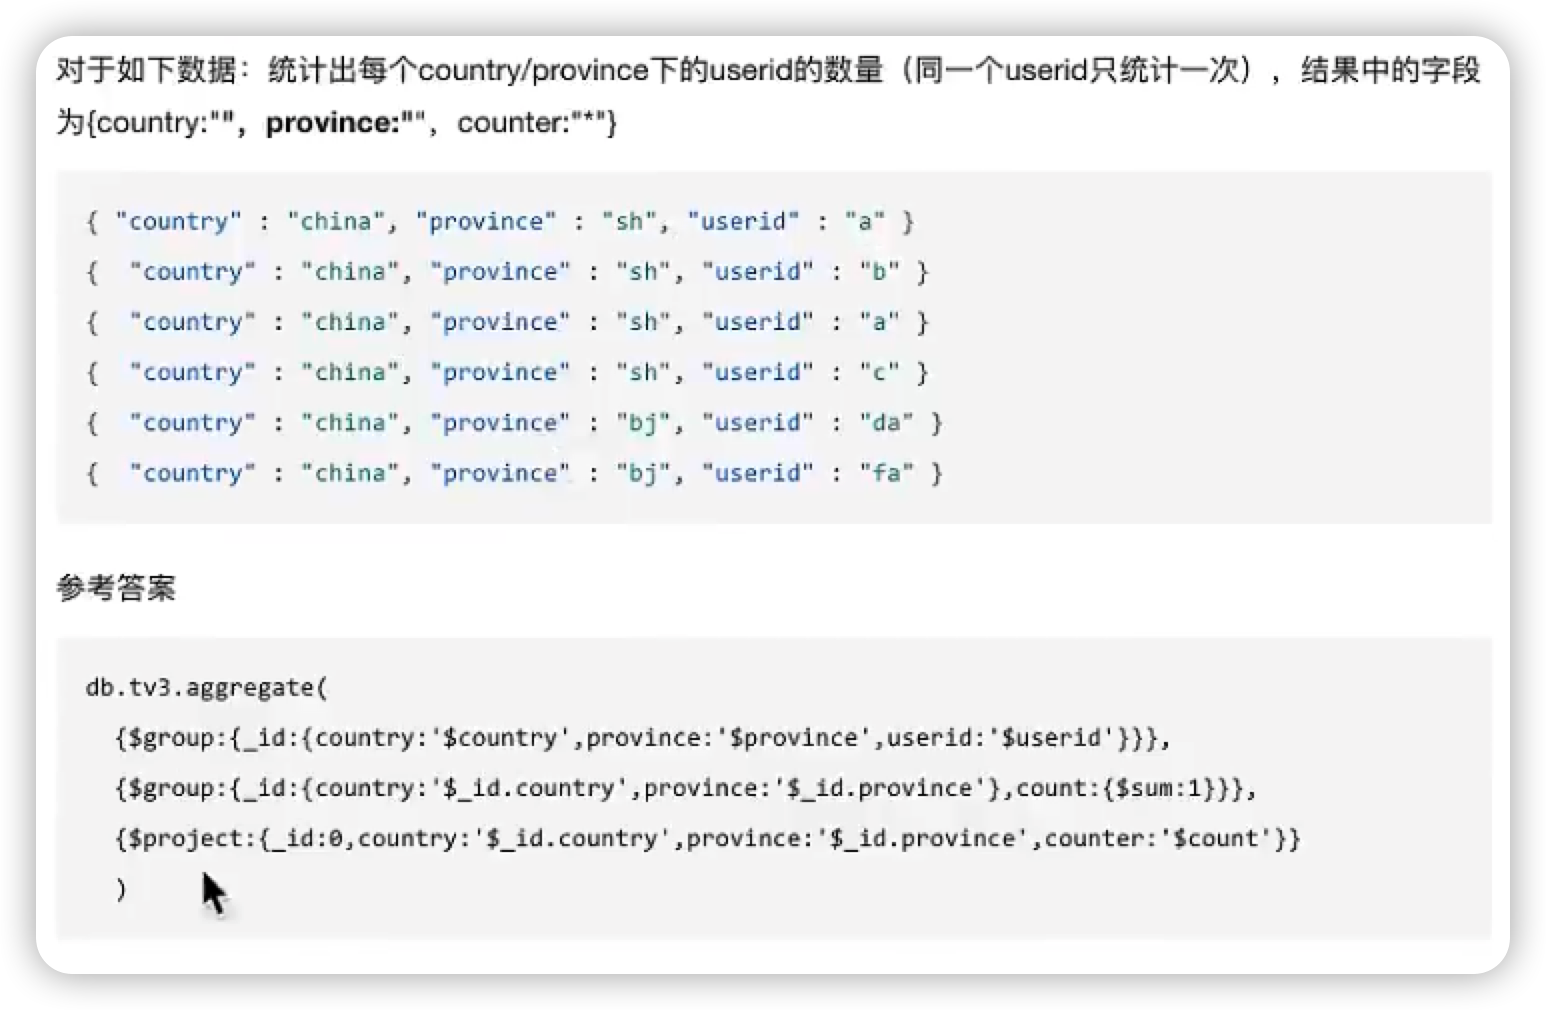 对于如下数据：统计出每个country/province下的userid的数量（同一个userid只统计一次），结果中的字段
为{country:"", province:"", counter:"*"}
{ "country" : "china", "province" : "sh", "userid" : "a" }
{  "country" : "china", "province" : "sh", "userid" : "b" }
{  "country" : "china", "province" : "sh", "userid" : "a" }
{  "country" : "china", "province" : "sh", "userid" : "c" }
{  "country" : "china", "province" : "bj", "userid" : "da" }
{  "country" : "china", "province" : "bj", "userid" : "fa" }
参考答案
db.tv3.aggregate(
  {$group:{_id:{country:'$country',province:'$province',userid:'$userid'}}},
  {$group:{_id:{country:'$_id.country',province:'$_id.province'},count:{$sum:1}}},
  {$project:{_id:0,country:'$_id.country',province:'$_id.province',counter:'$count'}}
  )